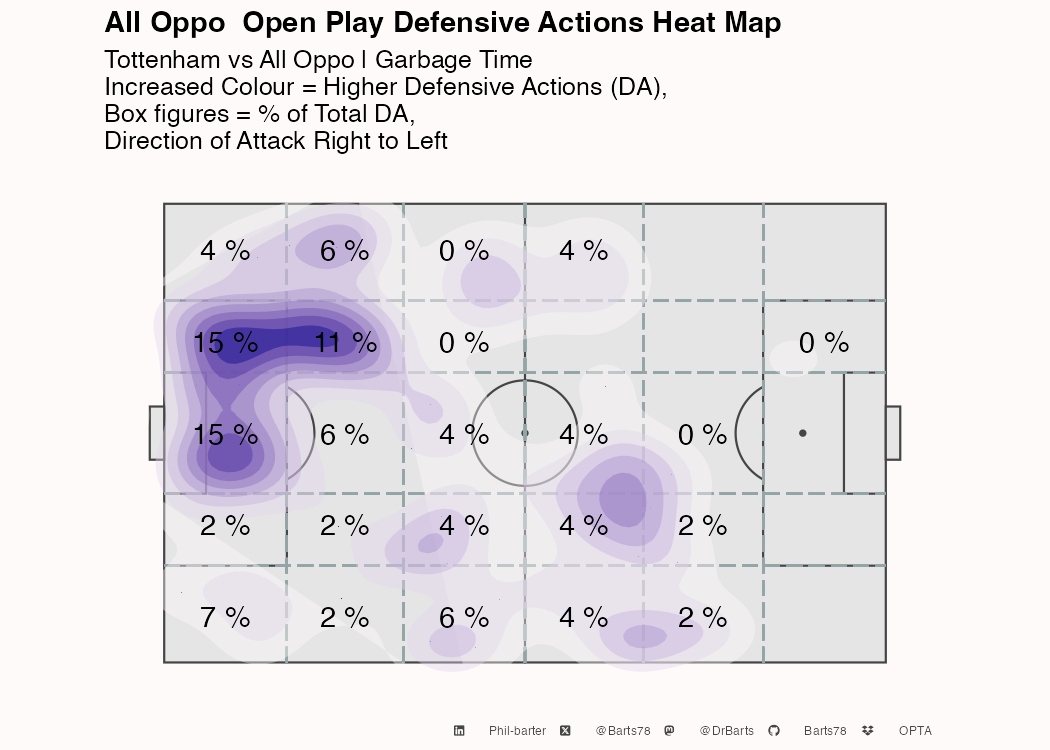 All Oppo  Open Play Defensive Actions Heat Map
Tottenham vs All Oppo | Garbage Time
Increased Colour = Higher Defensive Actions (DA),
Box figures = % of Total DA,
Direction of Attack Right to Left
4 % 6 % 0 % 4 %
15 % 11 % 0 % 0 %
15 % 6 % 4 % 4 % 0 %
2 % 2 % 4 % 4 % 2 %
7 % 2 % 6 % 4 % 2 %
Phil-barter @Barts78 @DrBarts Barts78 OPTA